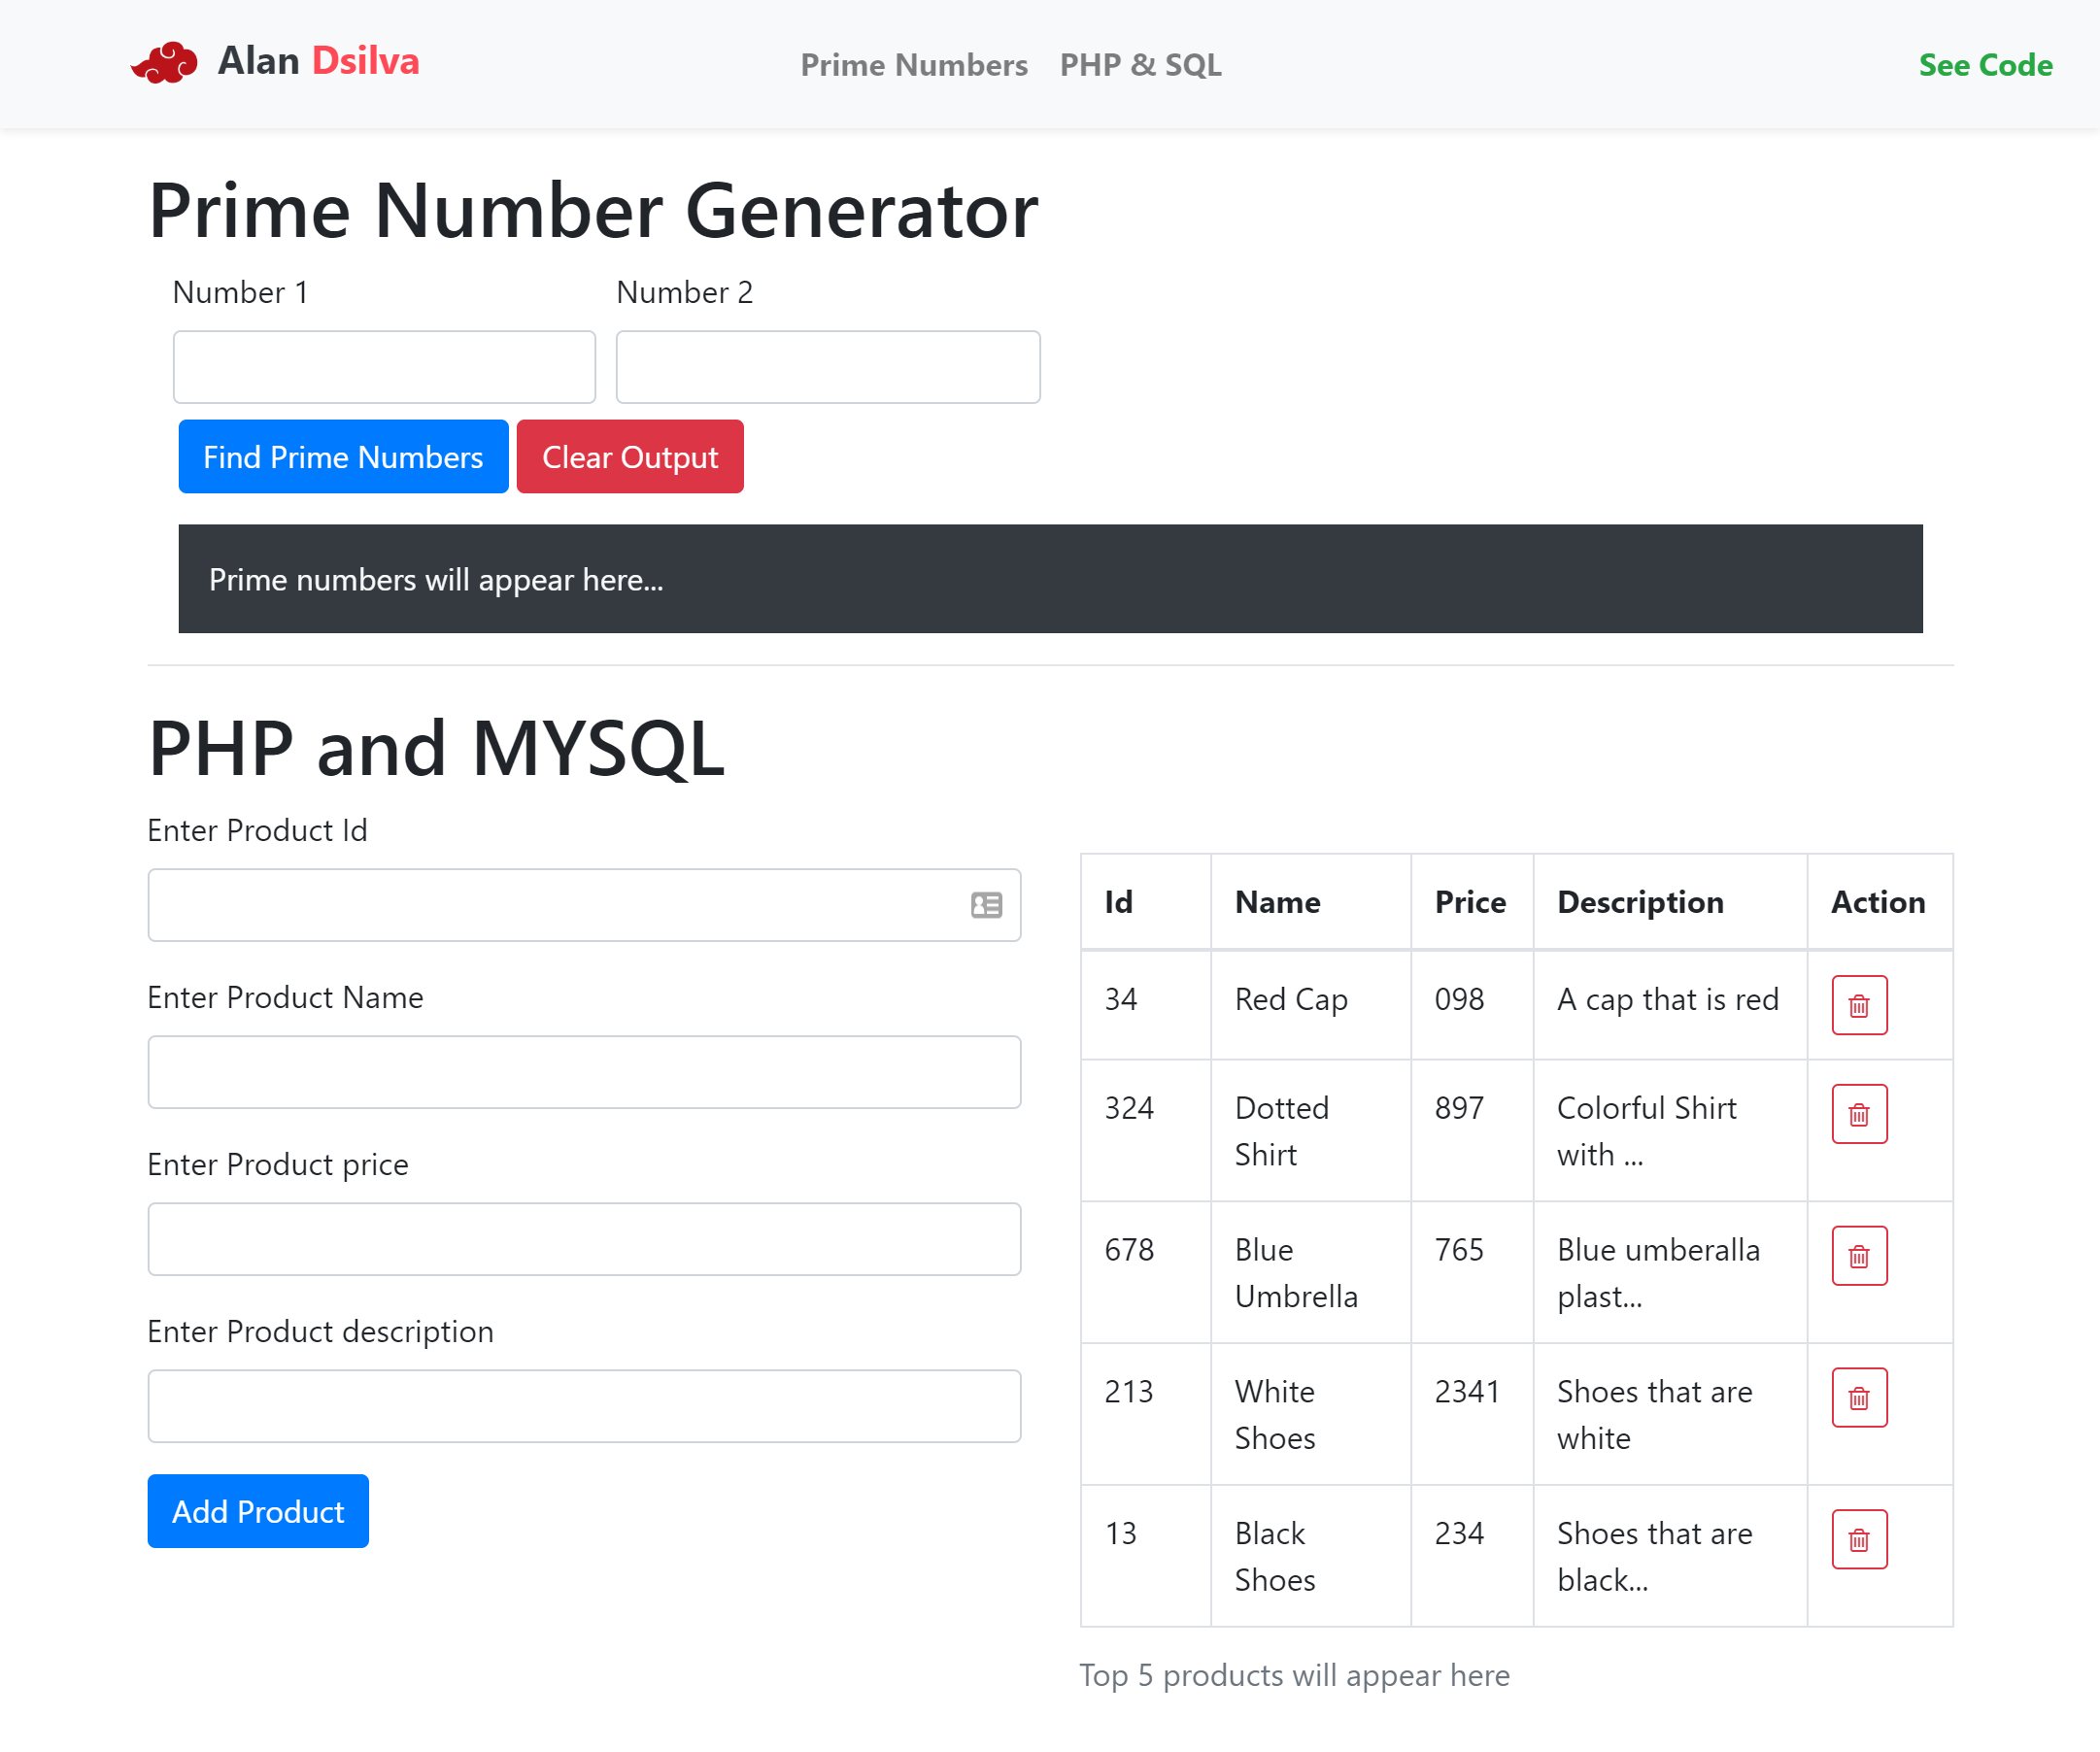 Alan Dsilva
Prime Numbers PHP & SQL
See Code
Prime Number Generator
Number 1 Number 2
Find Prime Numbers Clear Output
Prime numbers will appear here...
PHP and MYSQL
Enter Product Id
Enter Product Name
Enter Product price
Enter Product description
Add Product
Id Name Price Description Action
34 Red Cap 098 A cap that is red
324 Dotted 897 Colorful Shirt
Shirt with ...
678 Blue 765 Blue umberalla
Umbrella plast...
213 White 2341 Shoes that are
Shoes white
13 Black 234 Shoes that are
Shoes black...
Top 5 products will appear here